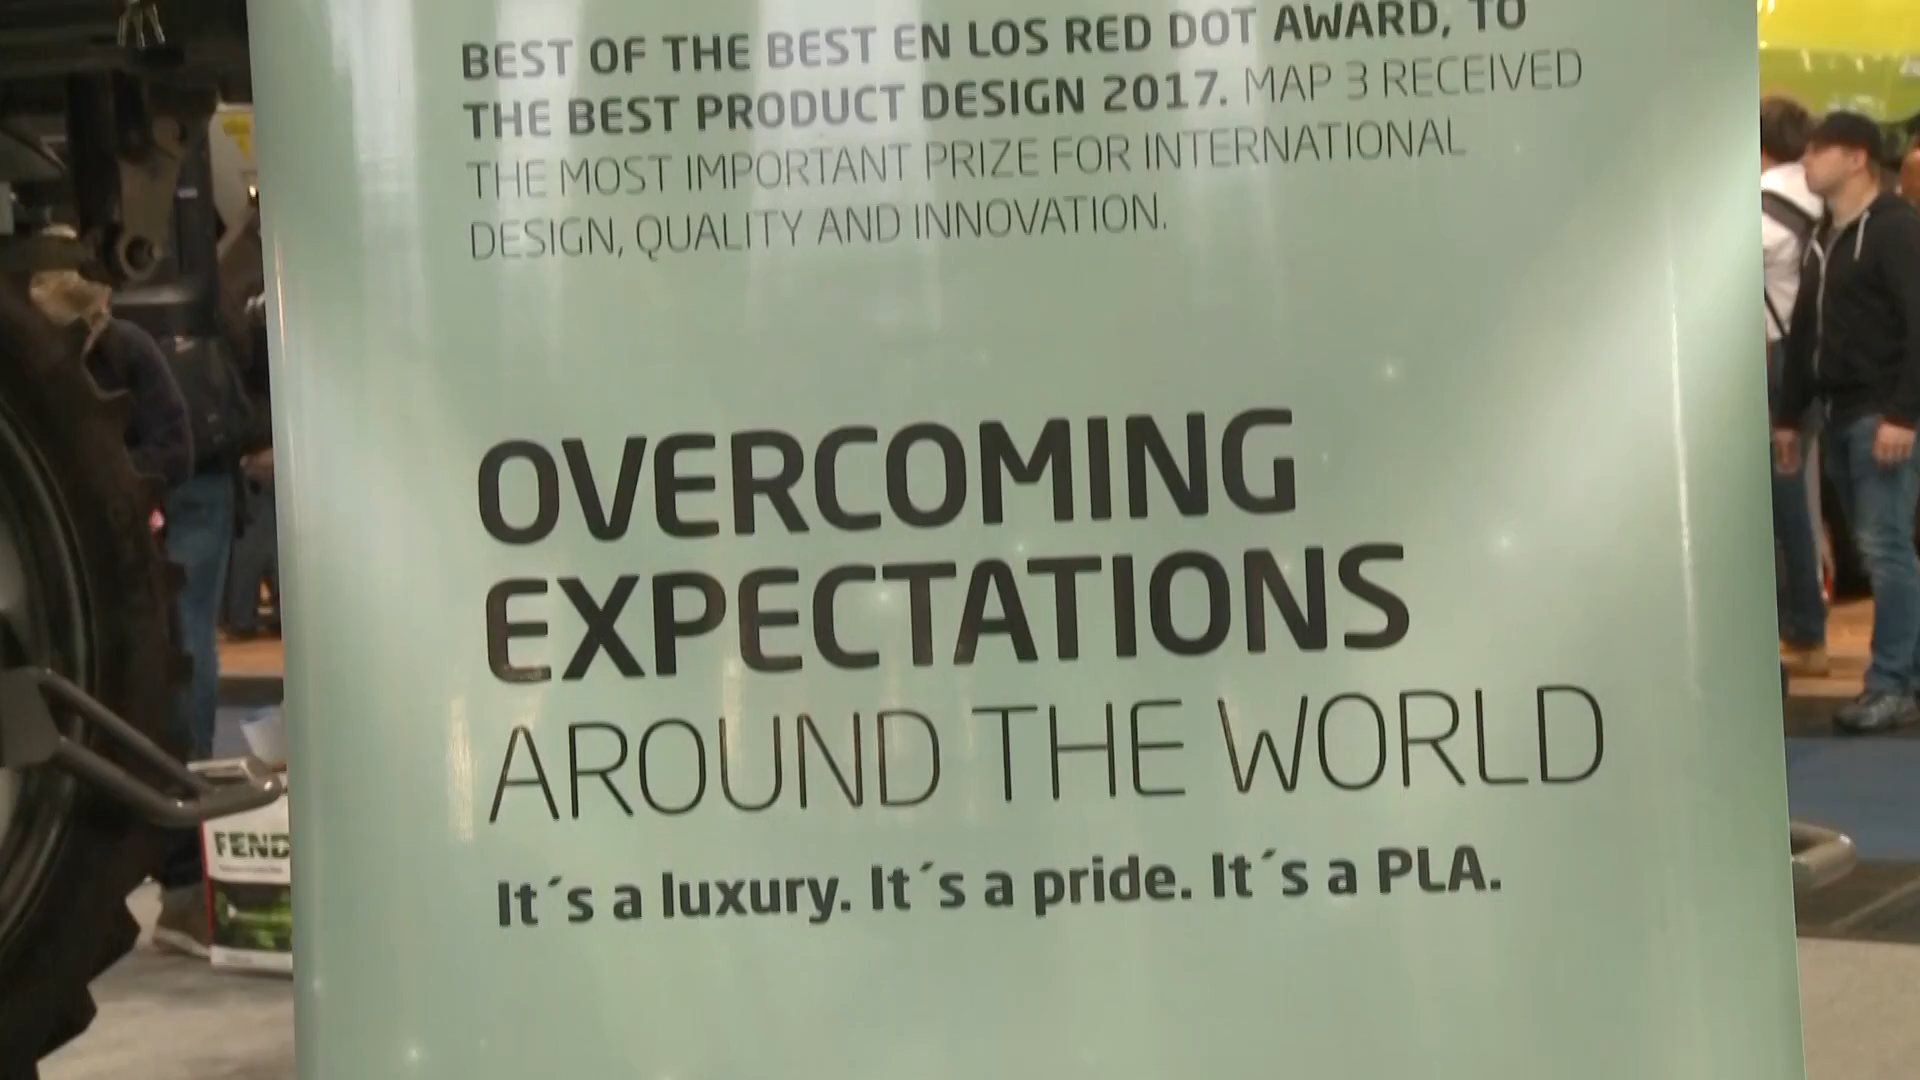 BEST OF THE BEST EN LOS RED DOT AWARD, TO
THE BEST PRODUCT DESIGN 2017. MAP 3 RECEIVED
THE MOST IMPORTANT PRIZE FOR INTERNATIONAL
DESIGN, QUALITY AND INNOVATION.
OVERCOMING
EXPECTATIONS
AROUND THE WORLD
It´s a luxury. It´s a pride. It´s a PLA.
FEND